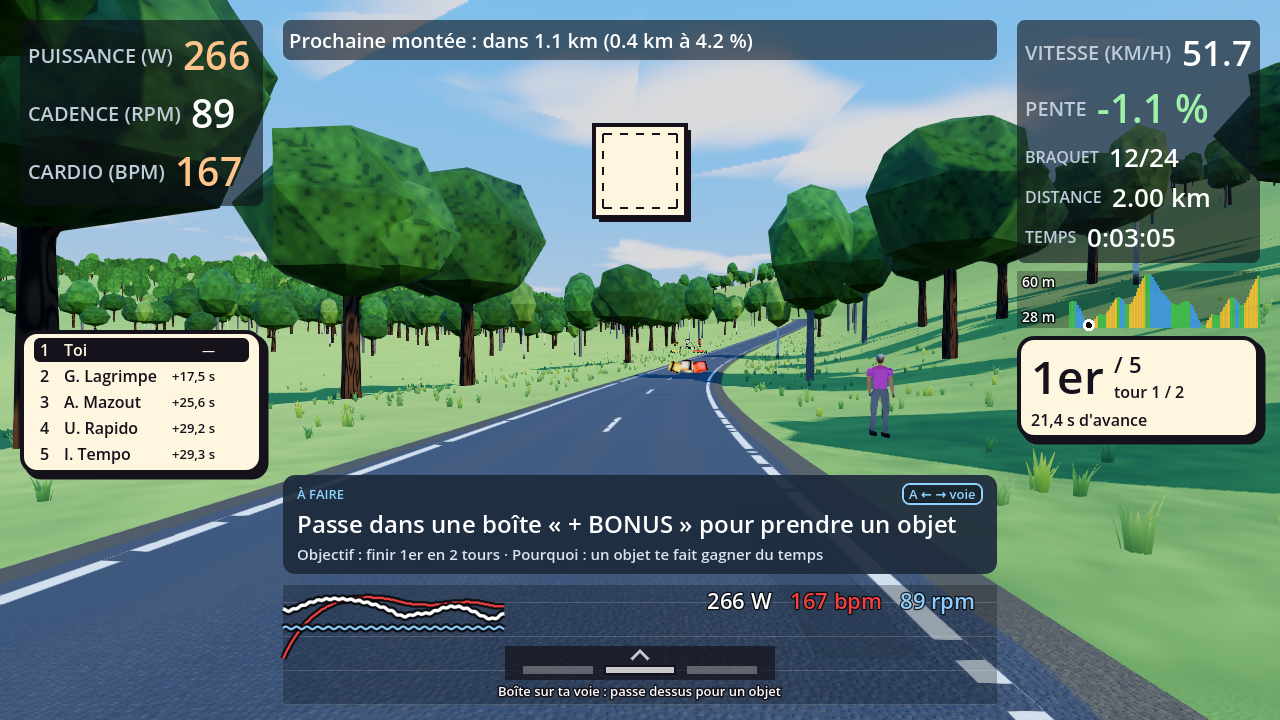 PUISSANCE (W) 266
CADENCE (RPM) 89
CARDIO (BPM) 167
Prochaine montée : dans 1.1 km (0.4 km à 4.2 %)
VITESSE (KM/H) 51.7
PENTE -1.1 %
BRAQUET 12/24
DISTANCE 2.00 km
TEMPS 0:03:05
60 m
28 m
1 Toi —
2 G. Lagrimpe +17,5 s
3 A. Mazout +25,6 s
4 U. Rapido +29,2 s
5 I. Tempo +29,3 s
1er / 5
tour 1 / 2
21,4 s d'avance
À FAIRE
A ← → voie
Passe dans une boîte « + BONUS » pour prendre un objet
Objectif : finir 1er en 2 tours · Pourquoi : un objet te fait gagner du temps
266 W 167 bpm 89 rpm
Boîte sur ta voie : passe dessus pour un objet